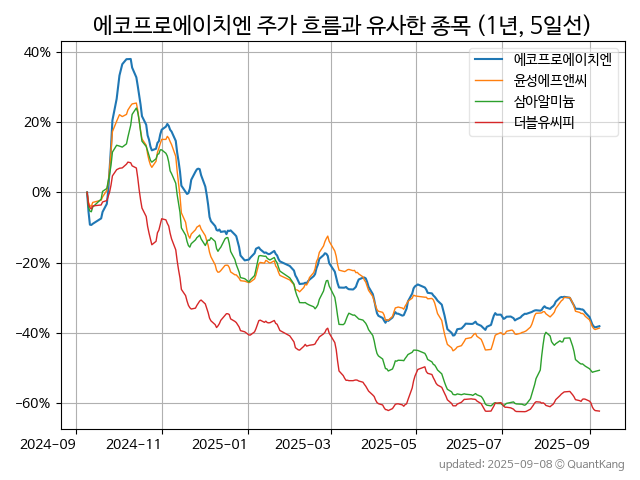 에코프로에이치엔 주가 흐름과 유사한 종목 (1년, 5일선)
에코프로에이치엔
윤성에프앤씨
삼아알미늄
더블유씨피
40%
20%
0%
−20%
−40%
−60%
2024-09
2024-11
2025-01
2025-03
2025-05
2025-07
2025-09
updated: 2025-09-08 © QuantKang